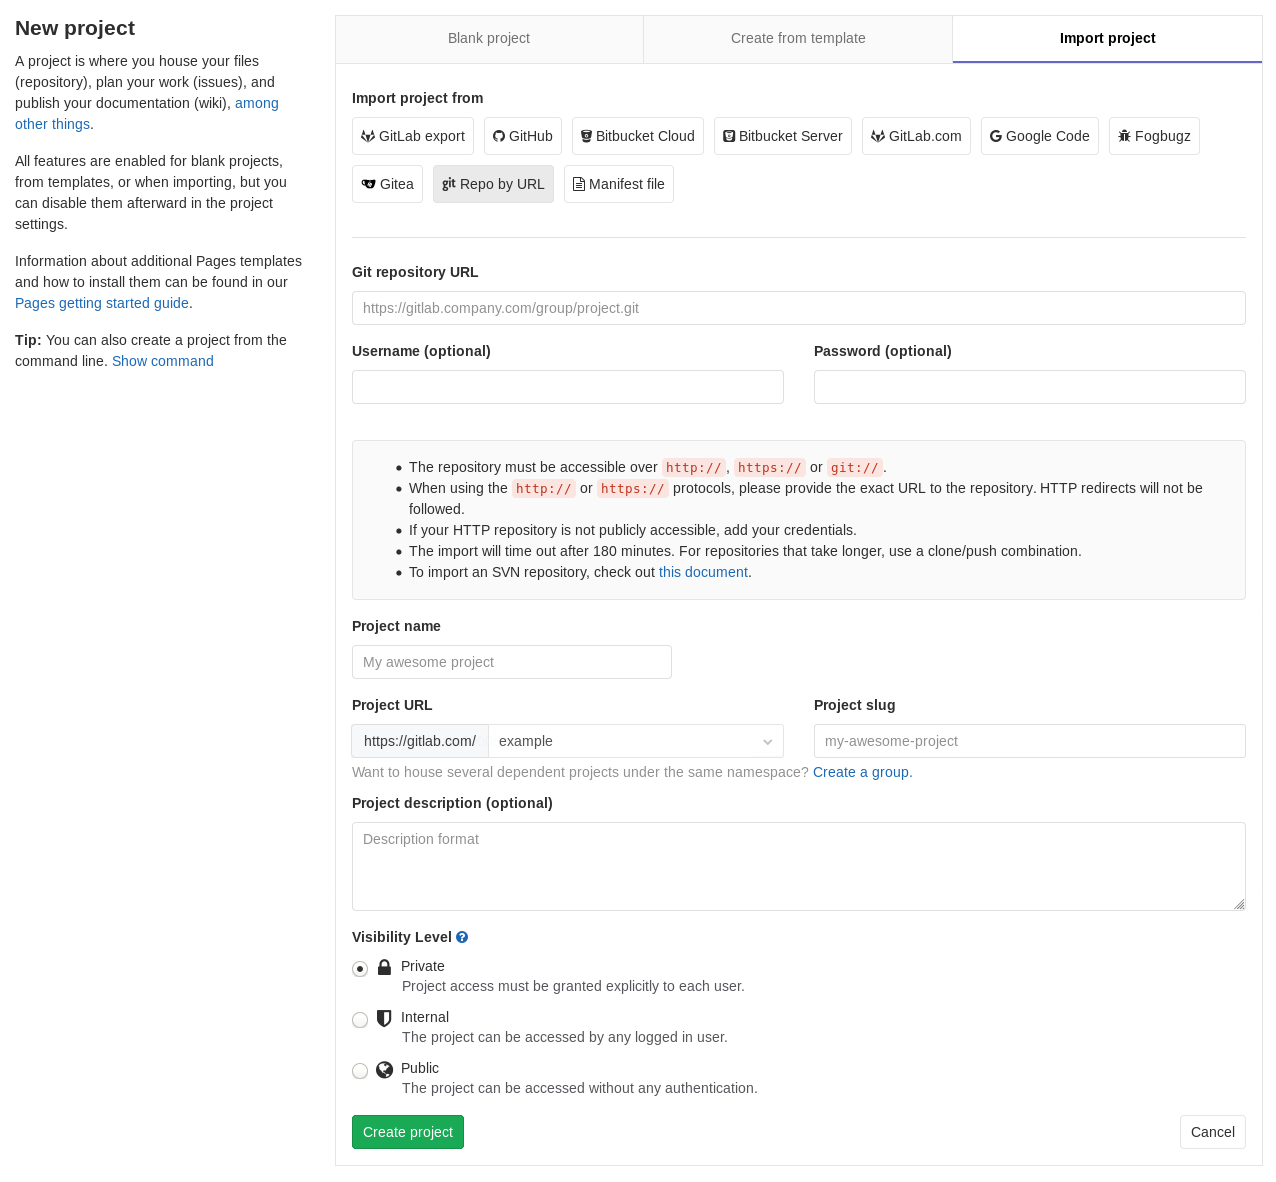 New project
A project is where you house your files
(repository), plan your work (issues), and
publish your documentation (wiki), among
other things.
All features are enabled for blank projects,
from templates, or when importing, but you
can disable them afterward in the project
settings.
Information about additional Pages templates
and how to install them can be found in our
Pages getting started guide.
Tip: You can also create a project from the
command line. Show command
Blank project
Create from template
Import project
Import project from
GitLab export
GitHub
Bitbucket Cloud
Bitbucket Server
GitLab.com
Google Code
Fogbugz
Gitea
git Repo by URL
Manifest file
Git repository URL
https://gitlab.company.com/group/project.git
Username (optional)
Password (optional)
The repository must be accessible over http://, https:// or git://.
When using the http:// or https:// protocols, please provide the exact URL to the repository. HTTP redirects will not be
followed.
If your HTTP repository is not publicly accessible, add your credentials.
The import will time out after 180 minutes. For repositories that take longer, use a clone/push combination.
To import an SVN repository, check out this document.
Project name
My awesome project
Project URL
Project slug
https://gitlab.com/
example
my-awesome-project
Want to house several dependent projects under the same namespace? Create a group.
Project description (optional)
Description format
Visibility Level
Private
Project access must be granted explicitly to each user.
Internal
The project can be accessed by any logged in user.
Public
The project can be accessed without any authentication.
Create project
Cancel